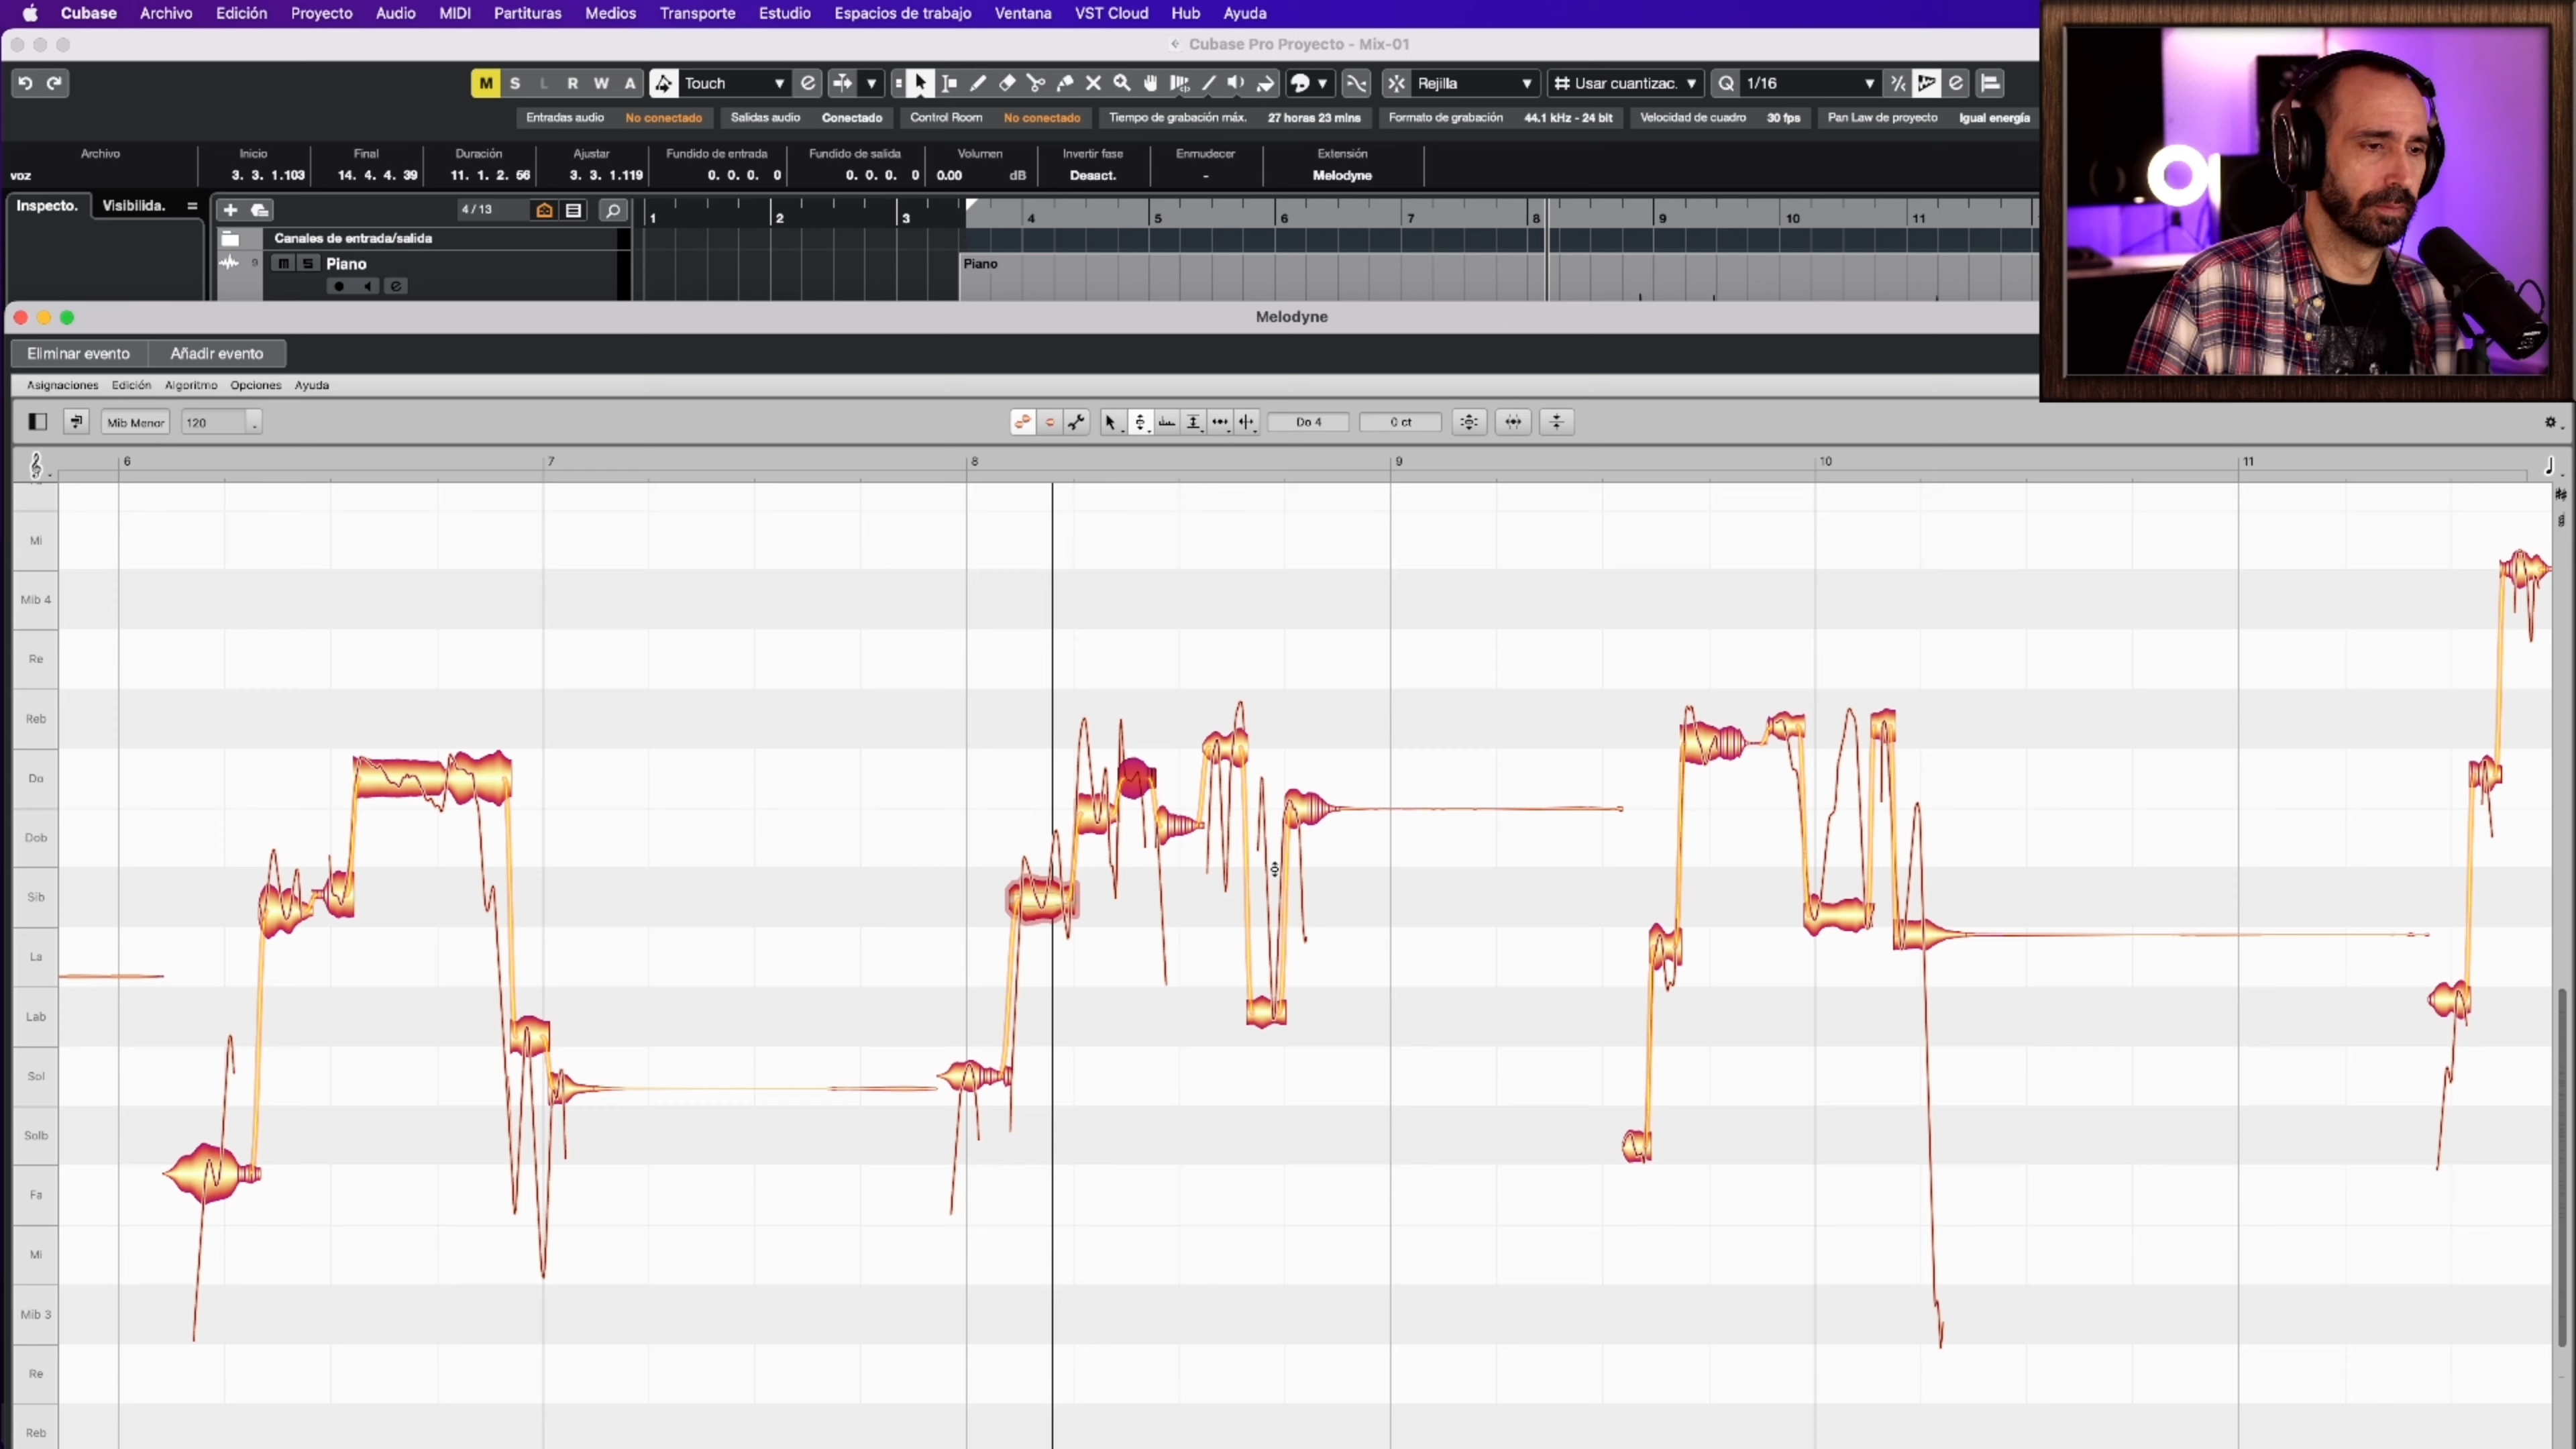 Cubase Archivo Edición Proyecto Audio MIDI Partituras Medios Transporte Estudio Espacios de trabajo Ventana VST Cloud Hub Ayuda
Cubase Pro Proyecto - Mix-01
M S L R W A Touch Rejilla Usar cuantizac. Q 1/16
Entradas audio No conectado Salidas audio Conectado Control Room No conectado Tiempo de grabación máx. 27 horas 23 mins Formato de grabación 44.1 kHz - 24 bit Velocidad de cuadro 30 fps Pan Law de proyecto Igual energía
Archivo Inicio Final Duración Ajustar Fundido de entrada Fundido de salida Volumen Invertir fase Enmudecer Extensión
voz 3. 3. 1.103 14. 4. 4. 39 11. 1. 2. 56 3. 3. 1.119 0. 0. 0. 0 0. 0. 0. 0 0.00 dB Desact. - Melodyne
Inspecto. Visibilida. 4 / 13 1 2 3 4 5 6 7 8 9 10 11
Canales de entrada/salida
9 m S Piano Piano
Melodyne
Eliminar evento Añadir evento
Asignaciones Edición Algoritmo Opciones Ayuda
Mib Menor 120 Do 4 0 ct
6 7 8 9 10 11
Mi
Mib 4
Re
Reb
Do
Dob
Sib
La
Lab
Sol
Solb
Fa
Mi
Mib 3
Re
Reb